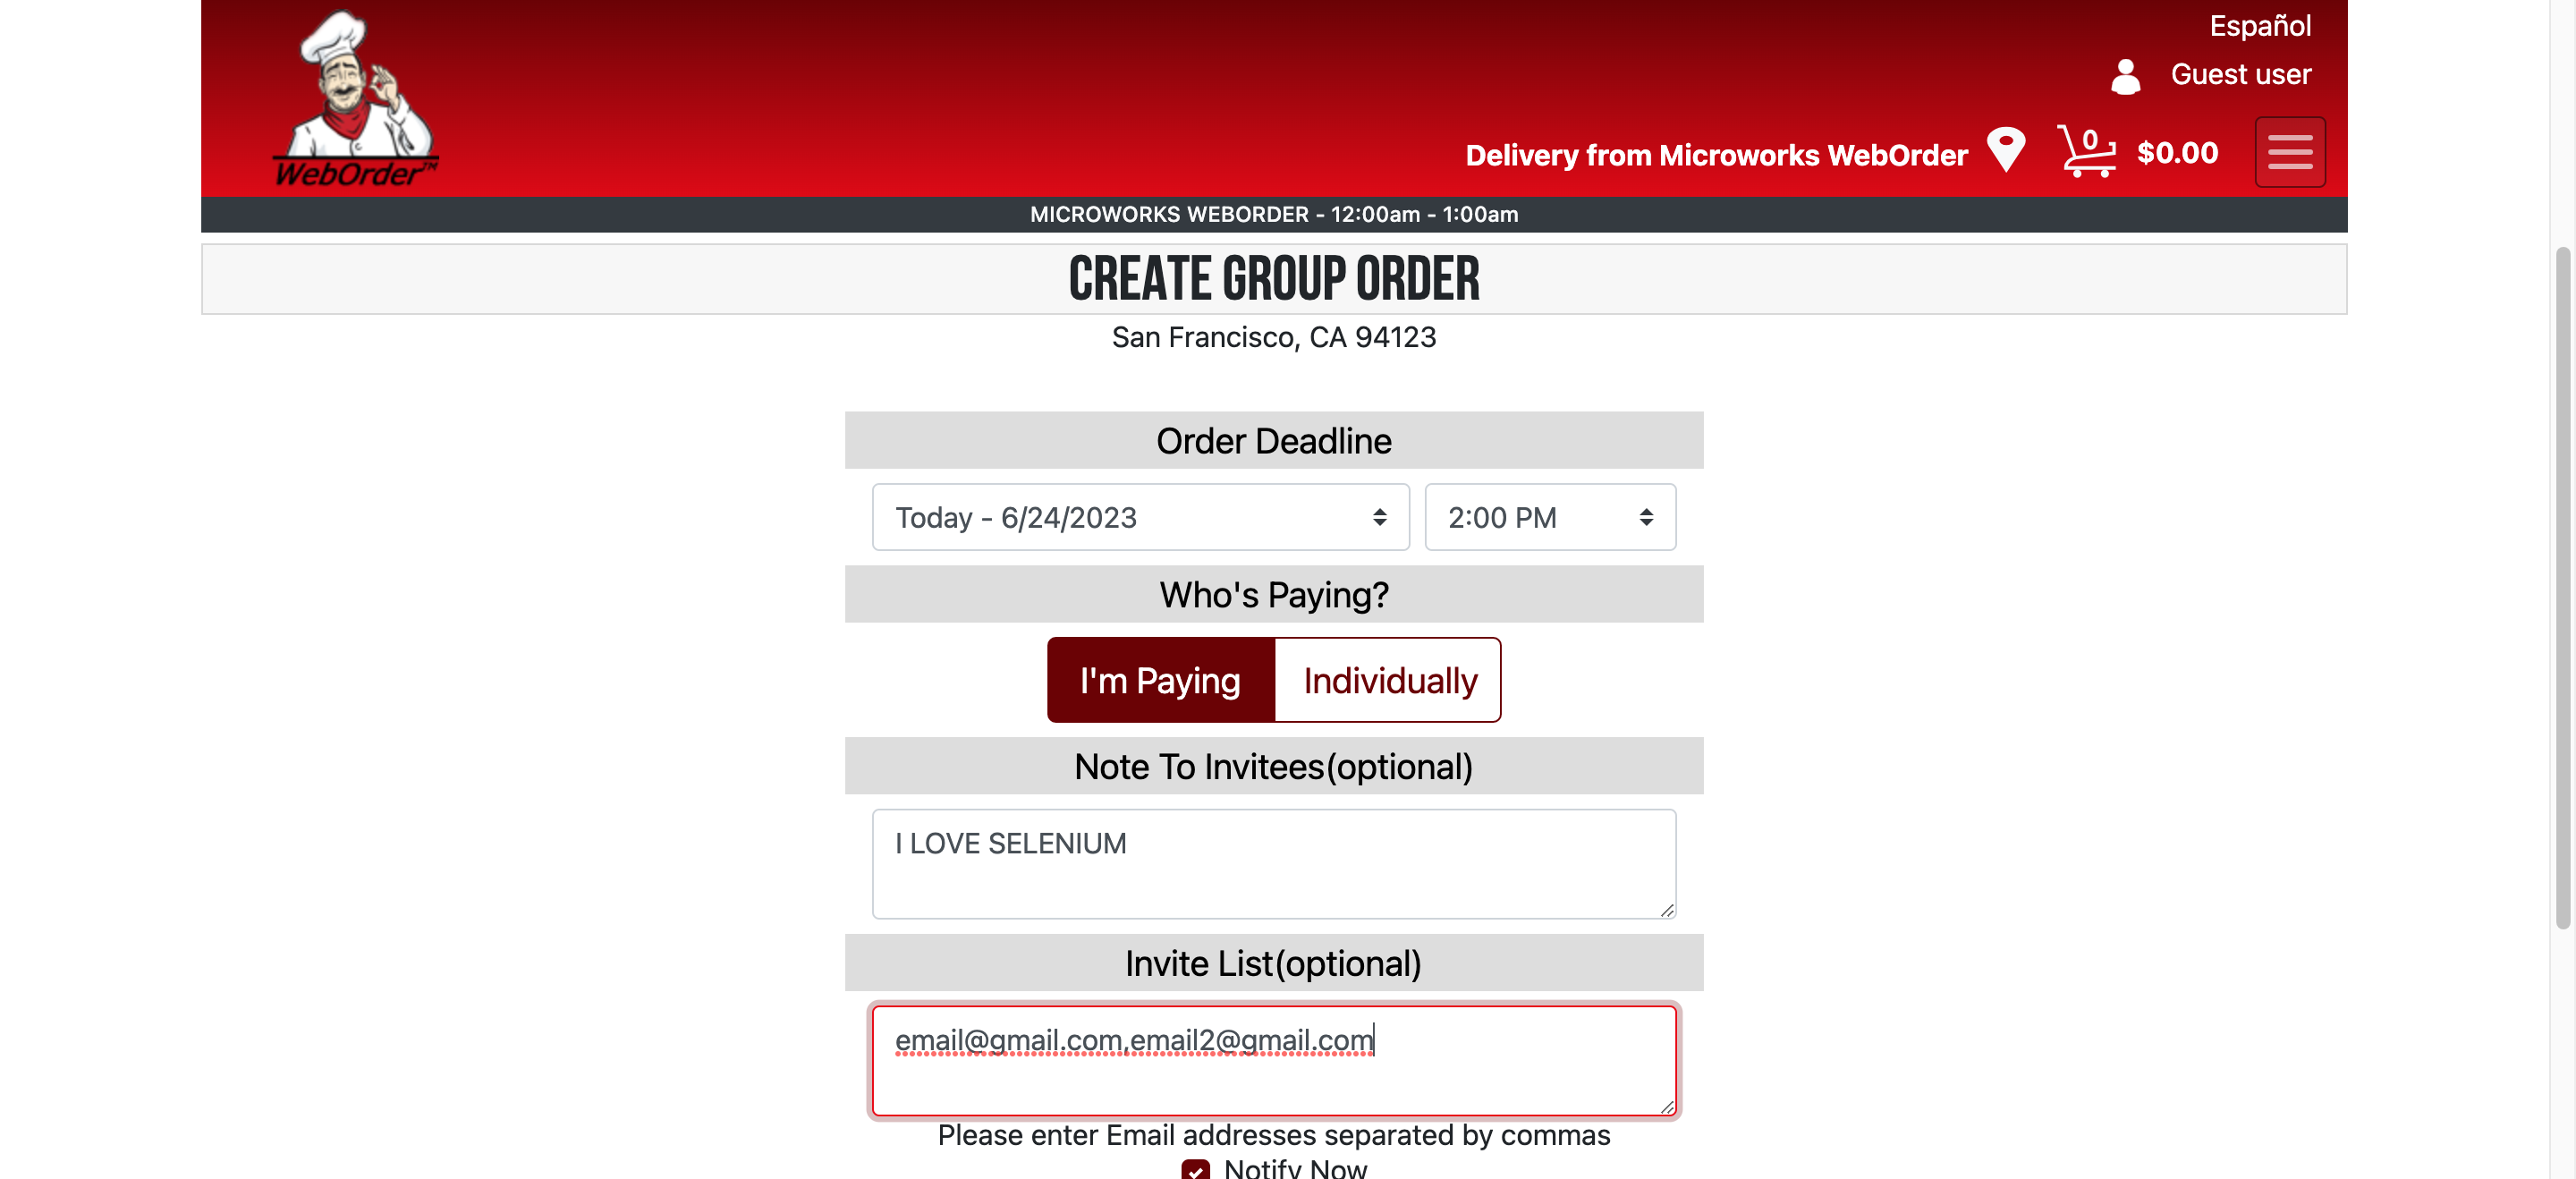 Español
Guest user
WebOrder™
Delivery from Microworks WebOrder 0 $0.00
MICROWORKS WEBORDER - 12:00am - 1:00am
CREATE GROUP ORDER
San Francisco, CA 94123
Order Deadline
Today - 6/24/2023 2:00 PM
Who's Paying?
I'm Paying Individually
Note To Invitees(optional)
I LOVE SELENIUM
Invite List(optional)
email@gmail.com,email2@gmail.com
Please enter Email addresses separated by commas
Notify Now